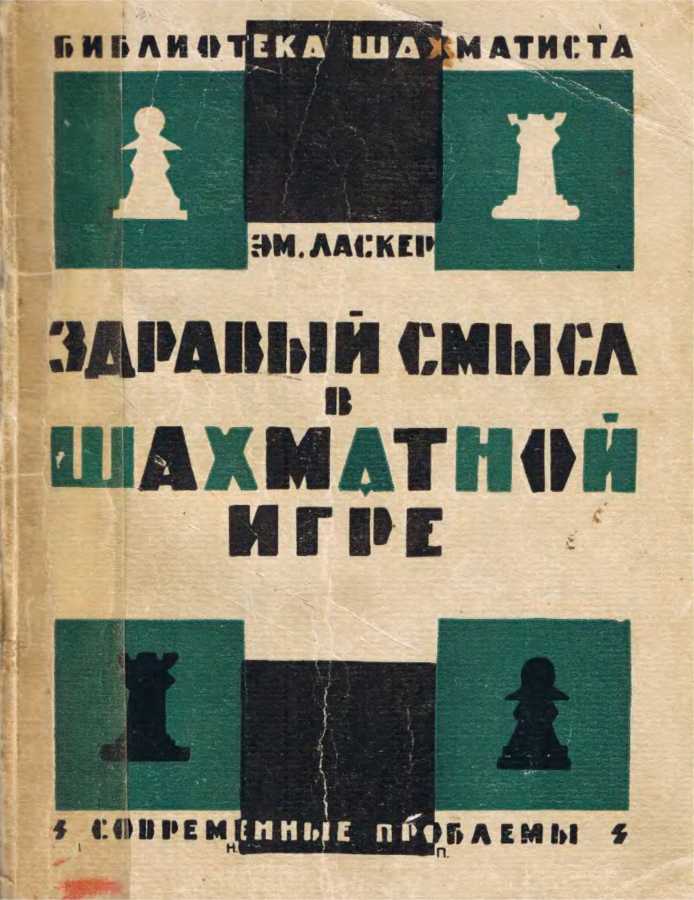 БИБЛИОТЕКА ШАХМАТИСТА
ЭМ. ЛАСКЕР
ЗДРАВЫЙ СМЫСЛ
В
ШАХМАТНОЙ
ИГРЕ
СОВРЕМЕННЫЕ ПРОБЛЕМЫ
Н. П.